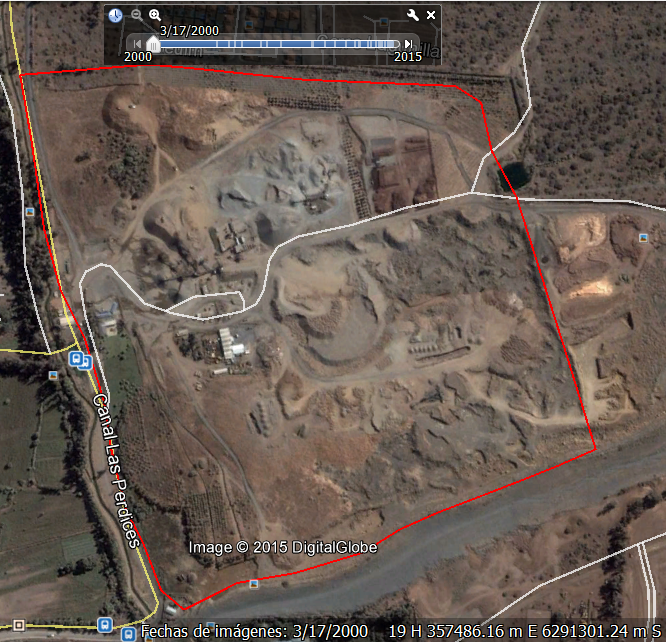 3/17/2000
2000
2015
Canal Las Perdices
Image © 2015 DigitalGlobe
Fechas de imágenes: 3/17/2000
19 H 357486.16 m E 6291301.24 m S